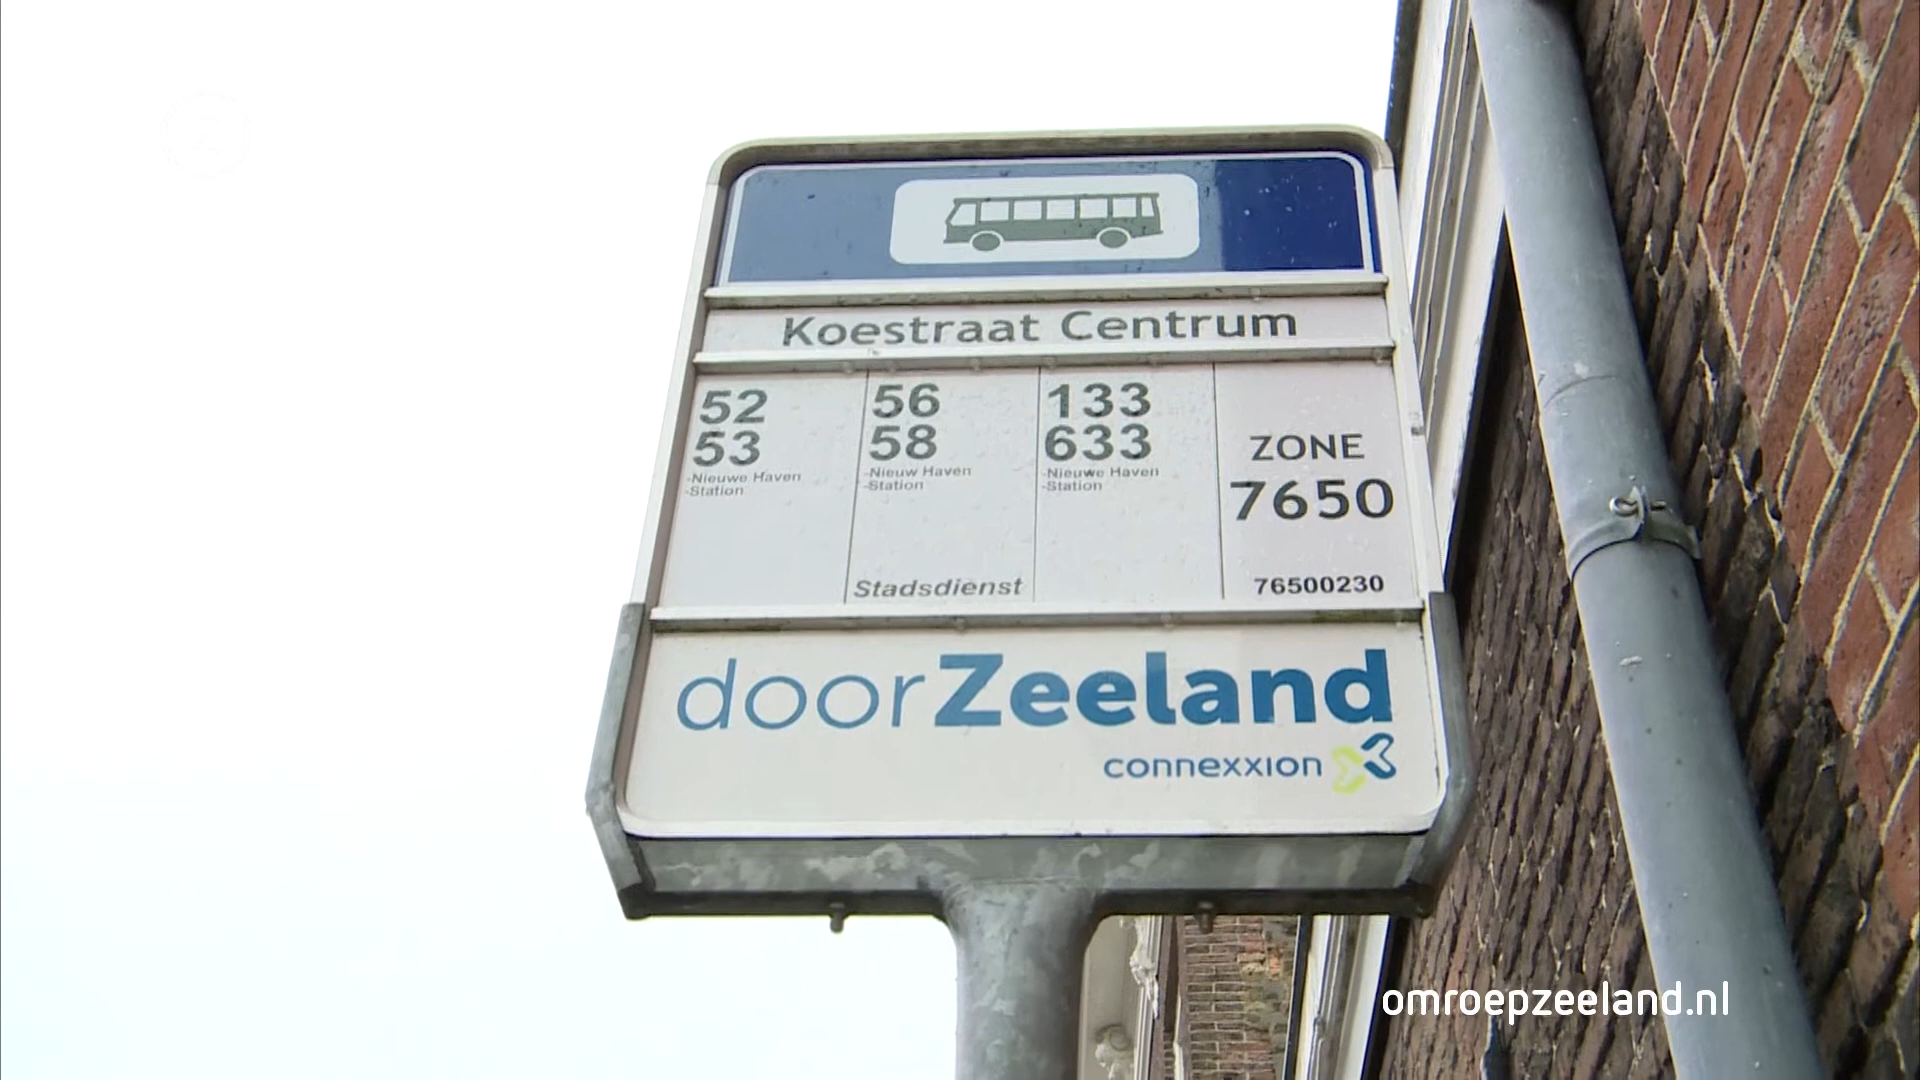 Koestraat Centrum
52
53
-Nieuwe Haven
-Station
56
58
-Nieuw Haven
-Station
Stadsdienst
133
633
-Nieuwe Haven
-Station
ZONE
7650
76500230
doorZeeland
connexxion
omroepzeeland.nl